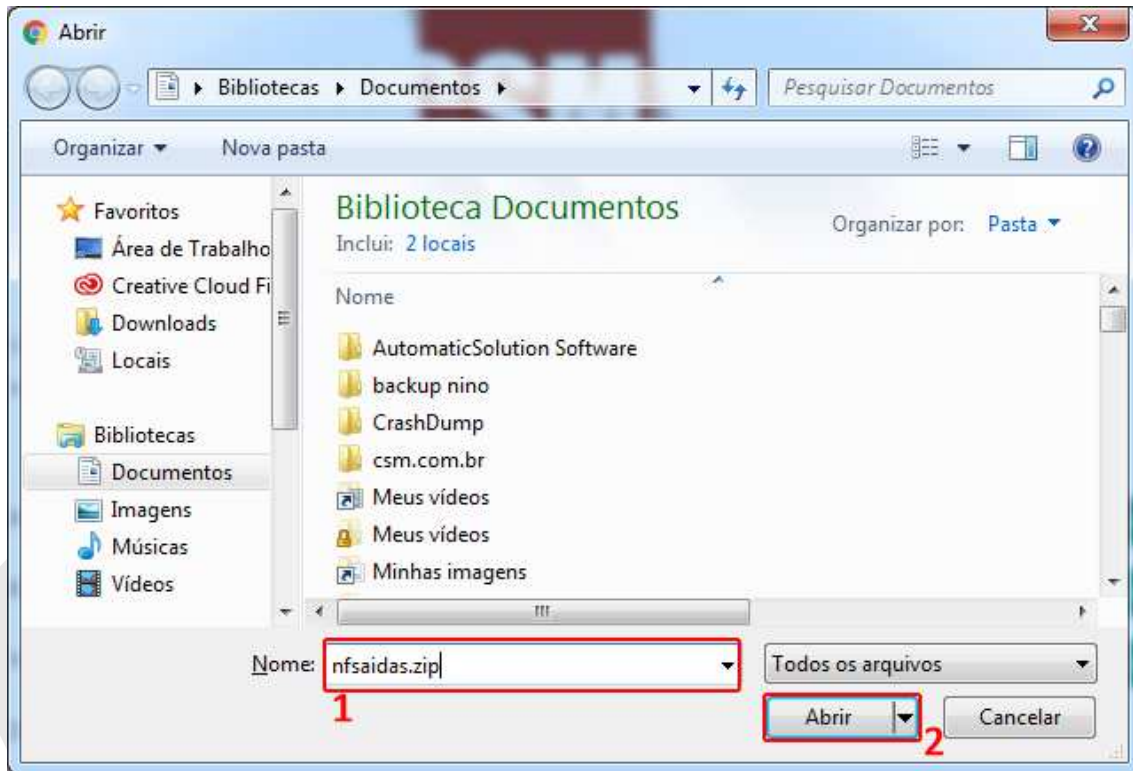 Abrir
Bibliotecas Documentos Pesquisar Documentos
Organizar Nova pasta
Favoritos
Área de Trabalho
Creative Cloud Fi
Downloads
Locais
Bibliotecas
Documentos
Imagens
Músicas
Vídeos
Biblioteca Documentos
Inclui: 2 locais
Organizar por: Pasta
Nome
AutomaticSolution Software
backup nino
CrashDump
csm.com.br
Meus vídeos
Meus vídeos
Minhas imagens
Nome: nfsaidas.zip Todos os arquivos
1
Abrir Cancelar
2